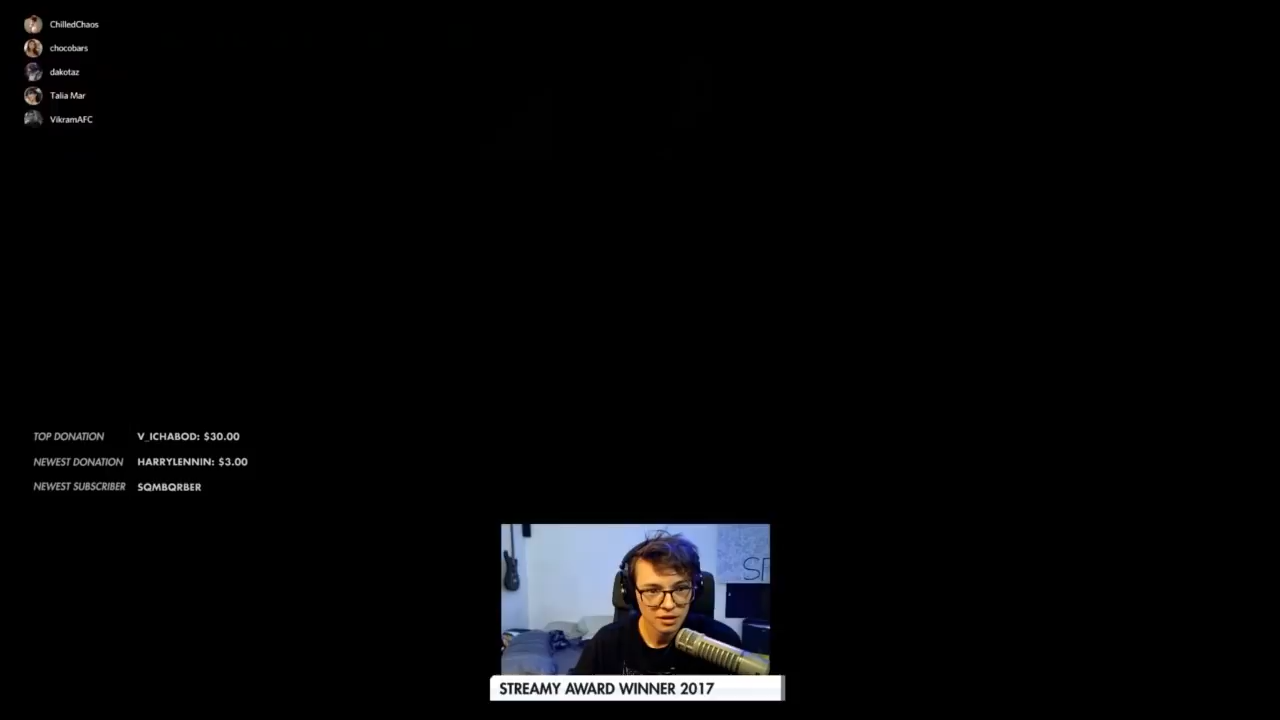 ChilledChaos
chocobars
dakotaz
Talia Mar
VikramAFC
TOP DONATION V_ICHABOD: $30.00
NEWEST DONATION HARRYLENNIN: $3.00
NEWEST SUBSCRIBER SQMBQRBER
SF
STREAMY AWARD WINNER 2017